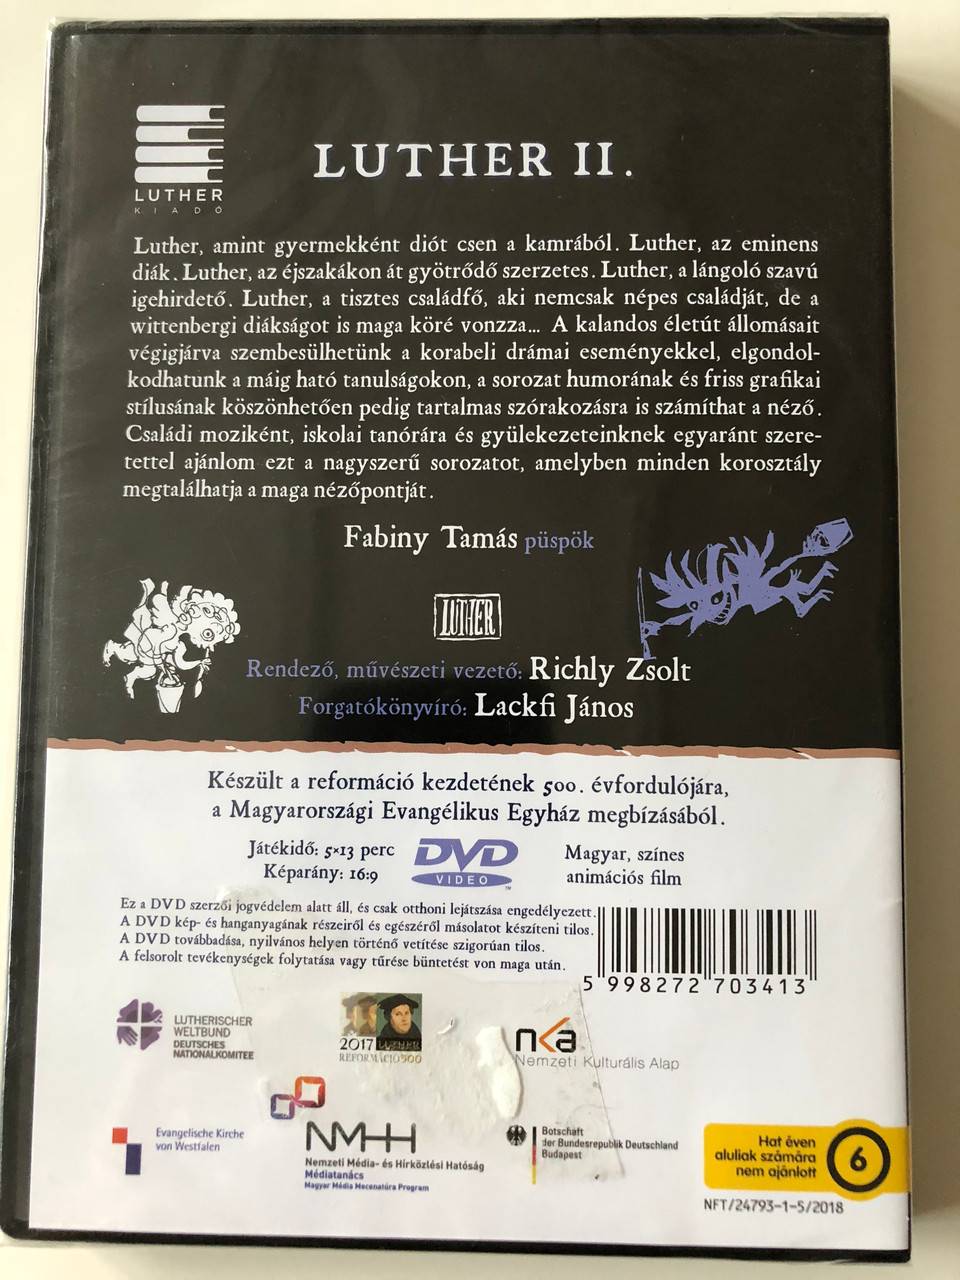 LUTHER
KIADÓ
LUTHER II.
Luther, amint gyermekként diót csen a kamrából. Luther, az eminens
diák. Luther, az éjszakákon át gyötrődő szerzetes. Luther, a lángoló szavú
igehirdető. Luther, a tisztes családfő, aki nemcsak népes családját, de a
wittenbergi diákságot is maga köré vonzza... A kalandos életút állomásait
végigjárva szembesülhetünk a korabeli drámai eseményekkel, elgondol-
kodhatunk a máig ható tanulságokon, a sorozat humorának és friss grafikai
stílusának köszönhetően pedig tartalmas szórakozásra is számíthat a néző.
Családi moziként, iskolai tanórára és gyülekezeteinknek egyaránt szere-
tettel ajánlom ezt a nagyszerű sorozatot, amelyben minden korosztály
megtalálhatja a maga nézőpontját.
Fabiny Tamás püspök
LUTHER
Rendező, művészeti vezető: Richly Zsolt
Forgatókönyvíró: Lackfi János
Készült a reformáció kezdetének 500. évfordulójára,
a Magyarországi Evangélikus Egyház megbízásából.
Játékidő: 5×13 perc
Képarány: 16:9
DVD
VIDEO
TM
Magyar, színes
animációs film
Ez a DVD szerzői jogvédelem alatt áll, és csak otthoni lejátszása engedélyezett.
A DVD kép- és hanganyagának részeiről és egészéről másolatot készíteni tilos.
A DVD továbbadása, nyilvános helyen történő vetítése szigorúan tilos.
A felsorolt tevékenységek folytatása vagy tűrése büntetést von maga után.
5 998272 703413
LUTHERISCHER
WELTBUND
DEUTSCHES
NATIONALKOMITEE
2017 LUTHER
REFORMÁCIÓ 500
nka
Nemzeti Kulturális Alap
Evangelische Kirche
von Westfalen
NMHH
Nemzeti Média- és Hírközlési Hatóság
Médiatanács
Magyar Média Mecenatúra Program
Botschaft
der Bundesrepublik Deutschland
Budapest
Hat éven
aluliak számára
nem ajánlott
6
NFT/24793-1-5/2018